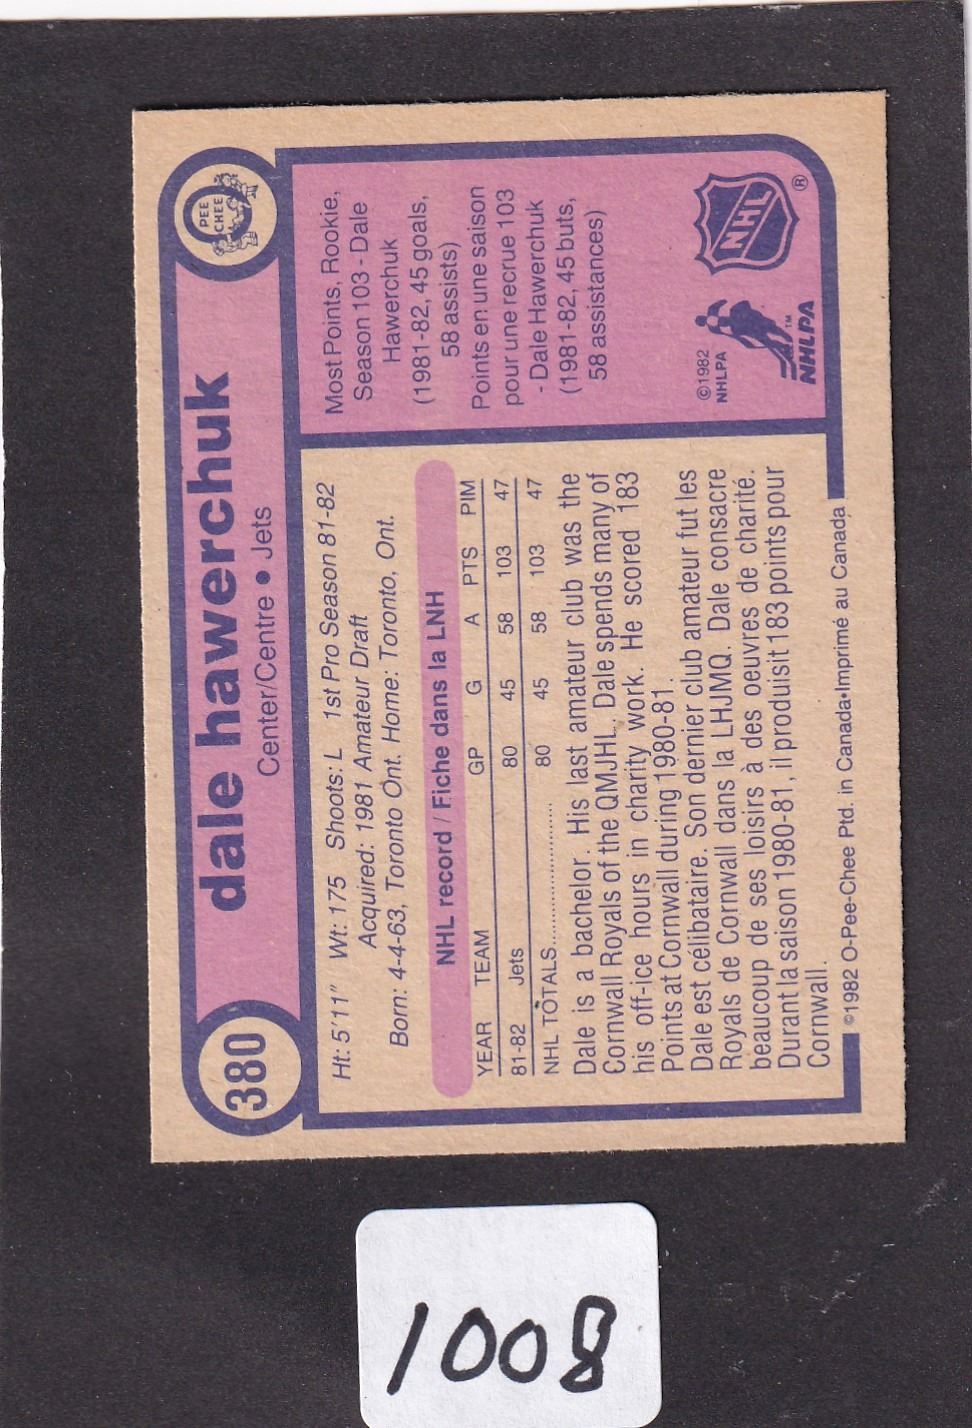 380
dale hawerchuk
PEE
CHEE
Center/Centre • Jets
Ht: 5'11" Wt: 175 Shoots: L 1st Pro Season 81-82
Acquired: 1981 Amateur Draft
Born: 4-4-63, Toronto Ont. Home: Toronto, Ont.
NHL record / Fiche dans la LNH
YEAR TEAM GP G A PTS PIM
81-82 Jets 80 45 58 103 47
NHL TOTALS.................... 80 45 58 103 47
Dale is a bachelor. His last amateur club was the
Cornwall Royals of the QMJHL. Dale spends many of
his off-ice hours in charity work. He scored 183
Points at Cornwall during 1980-81.
Dale est célibataire. Son dernier club amateur fut les
Royals de Cornwall dans la LHJMQ. Dale consacre
beaucoup de ses loisirs à des oeuvres de charité.
Durant la saison 1980-81, il produisit 183 points pour
Cornwall.
©1982 O-Pee-Chee Ptd. in Canada•Imprimé au Canada
Most Points, Rookie,
Season 103 - Dale
Hawerchuk
(1981-82, 45 goals,
58 assists)
Points en une saison
pour une recrue 103
- Dale Hawerchuk
(1981-82, 45 buts,
58 assistances)
©1982
NHLPA
NHLPA™
NHL®
1008